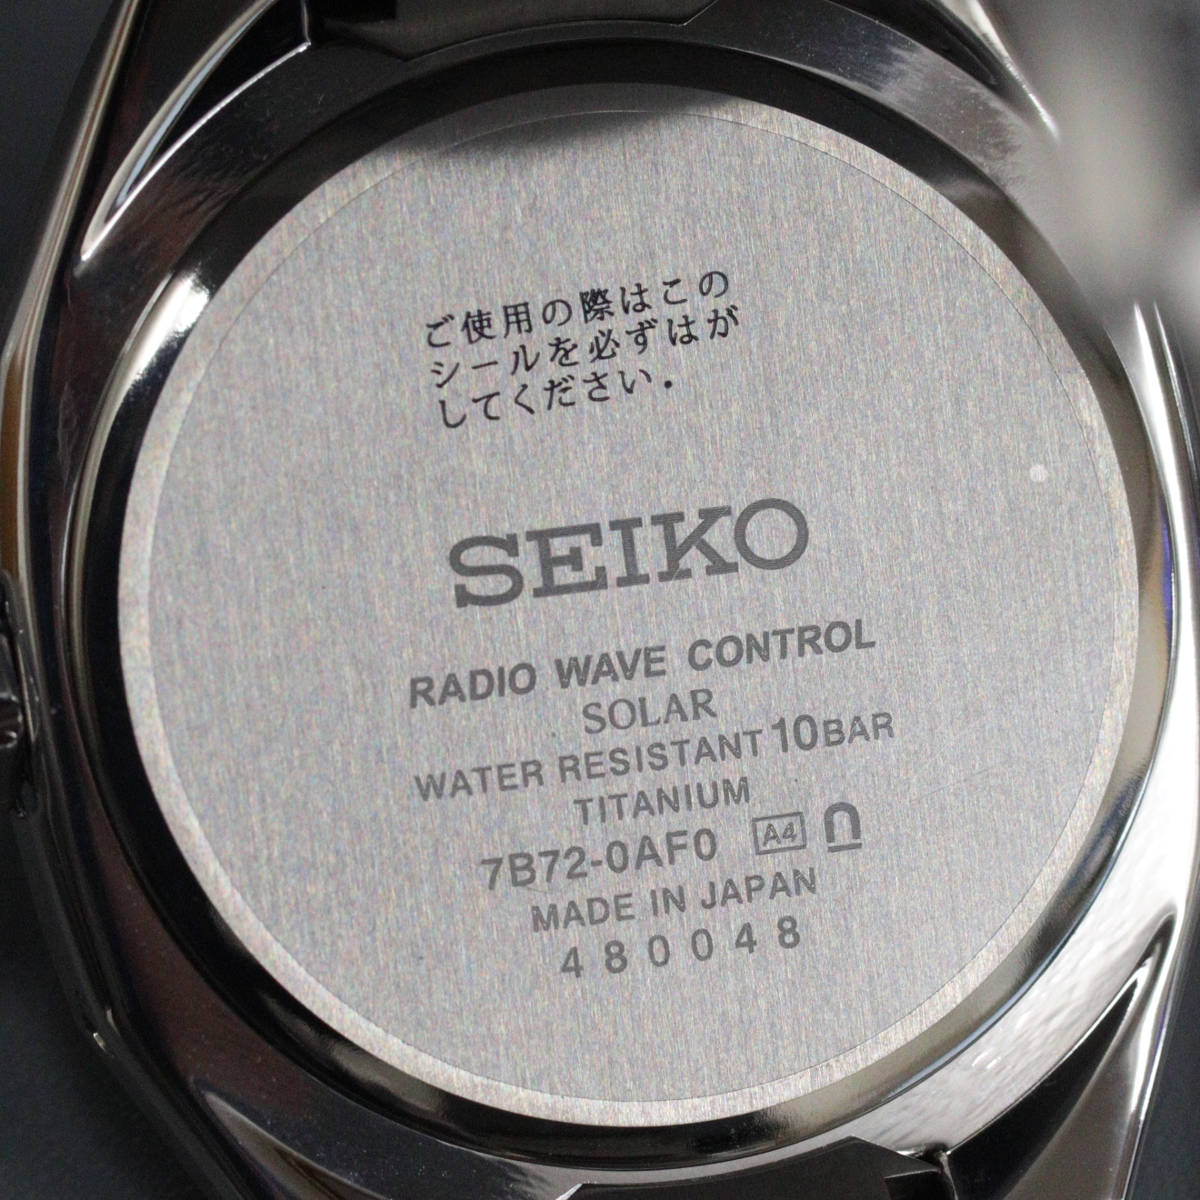 ご使用の際はこの
シールを必ずはが
してください.
SEIKO
RADIO WAVE CONTROL
SOLAR
WATER RESISTANT 10BAR
TITANIUM
7B72-0AF0 A4
MADE IN JAPAN
480048